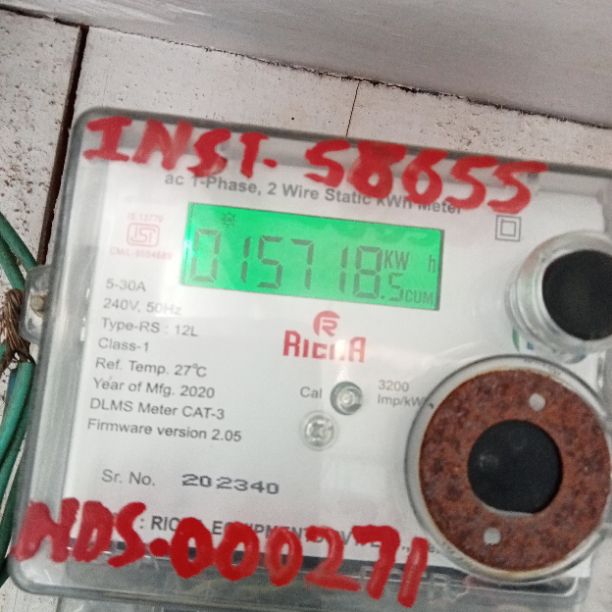 INST. 58655
ac 1-Phase, 2 Wire Static kWh Meter
IS 13779
015718.5 KW h
CUM
5-30A
240V, 50Hz
Type-RS : 12L
Class-1
Ref. Temp. 27°C
Year of Mfg. 2020
DLMS Meter CAT-3
Firmware version 2.05
R
Cal
3200
Imp/kWh
Sr. No. 202340
NDS-000271